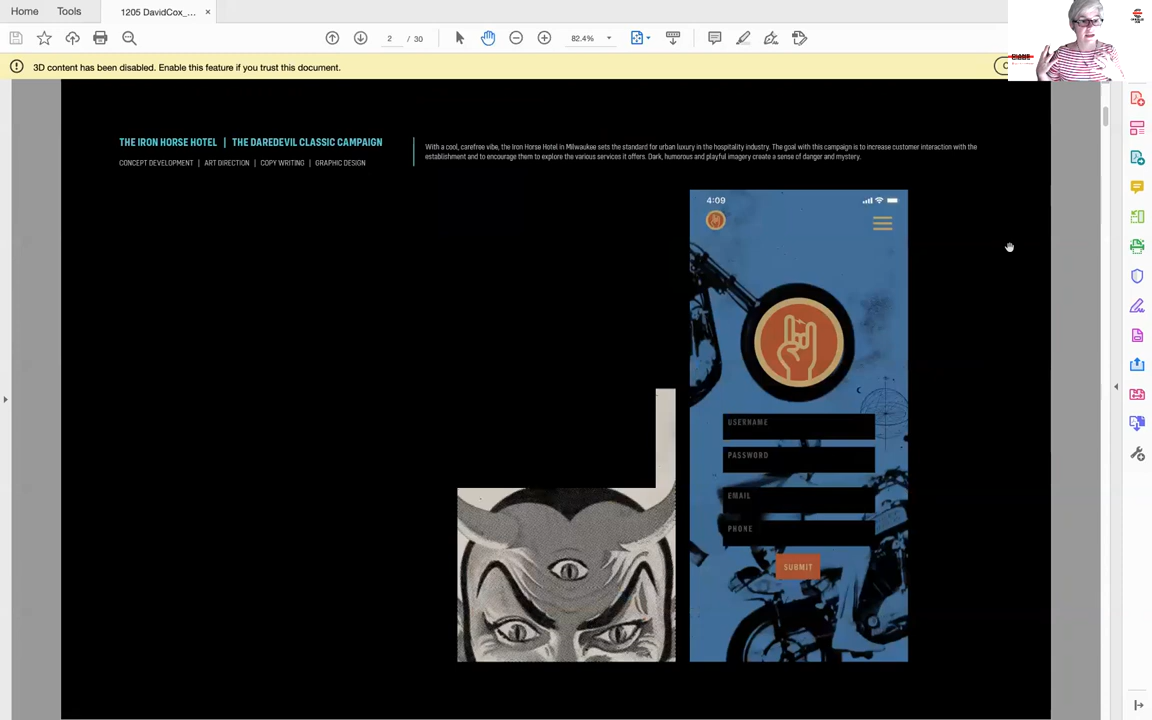 Home
Tools
1205 DavidCox_...
×
2 / 30
82.4%
3D content has been disabled. Enable this feature if you trust this document.
THE IRON HORSE HOTEL | THE DAREDEVIL CLASSIC CAMPAIGN
CONCEPT DEVELOPMENT | ART DIRECTION | COPY WRITING | GRAPHIC DESIGN
With a cool, carefree vibe, the Iron Horse Hotel in Milwaukee sets the standard for urban luxury in the hospitality industry. The goal with this campaign is to increase customer interaction with the
establishment and to encourage them to explore the various services it offers. Dark, humorous and playful imagery create a sense of danger and mystery.
4:09
USERNAME
PASSWORD
EMAIL
PHONE
SUBMIT